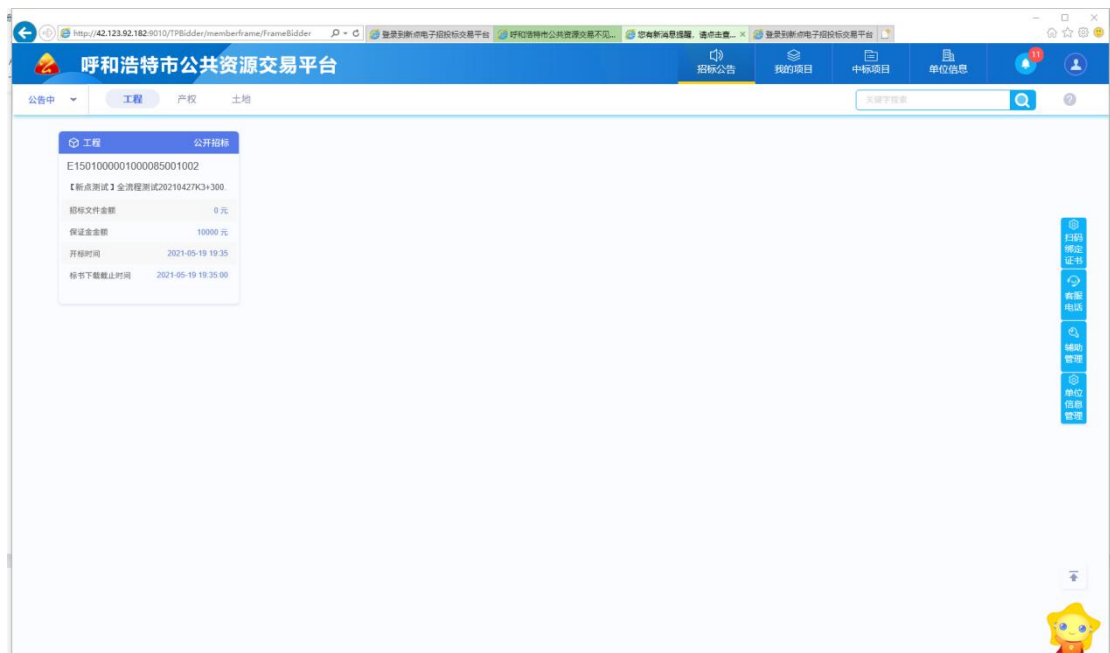 http://42.123.92.182:9010/TPBidder/memberframe/FrameBidder
登录到新点电子招投标交易平台
呼和浩特市公共资源交易不见...
您有新消息提醒，请点击查...
登录到新点电子招投标交易平台
呼和浩特市公共资源交易平台
招标公告
我的项目
中标项目
单位信息
11
公告中
工程
产权
土地
关键字搜索
工程 公开招标
E1501000001000085001002
【新点测试】全流程测试20210427K3+300...
招标文件金额 0 元
保证金金额 10000 元
开标时间 2021-05-19 19:35
标书下载截止时间 2021-05-19 19:35:00
扫码
绑定
证书
客服
电话
辅助
管理
单位
信息
管理